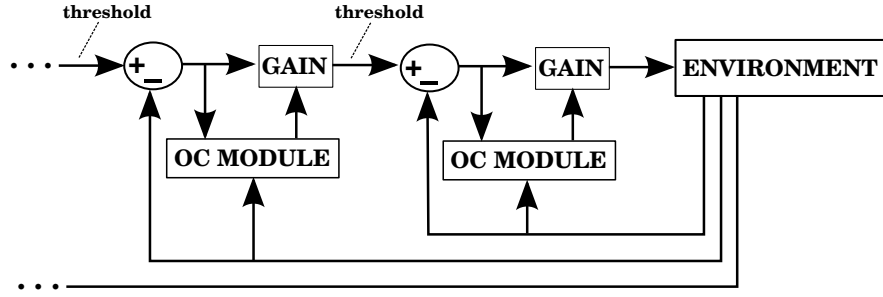 threshold
threshold
... + − GAIN + − GAIN ENVIRONMENT
OC MODULE
OC MODULE
...